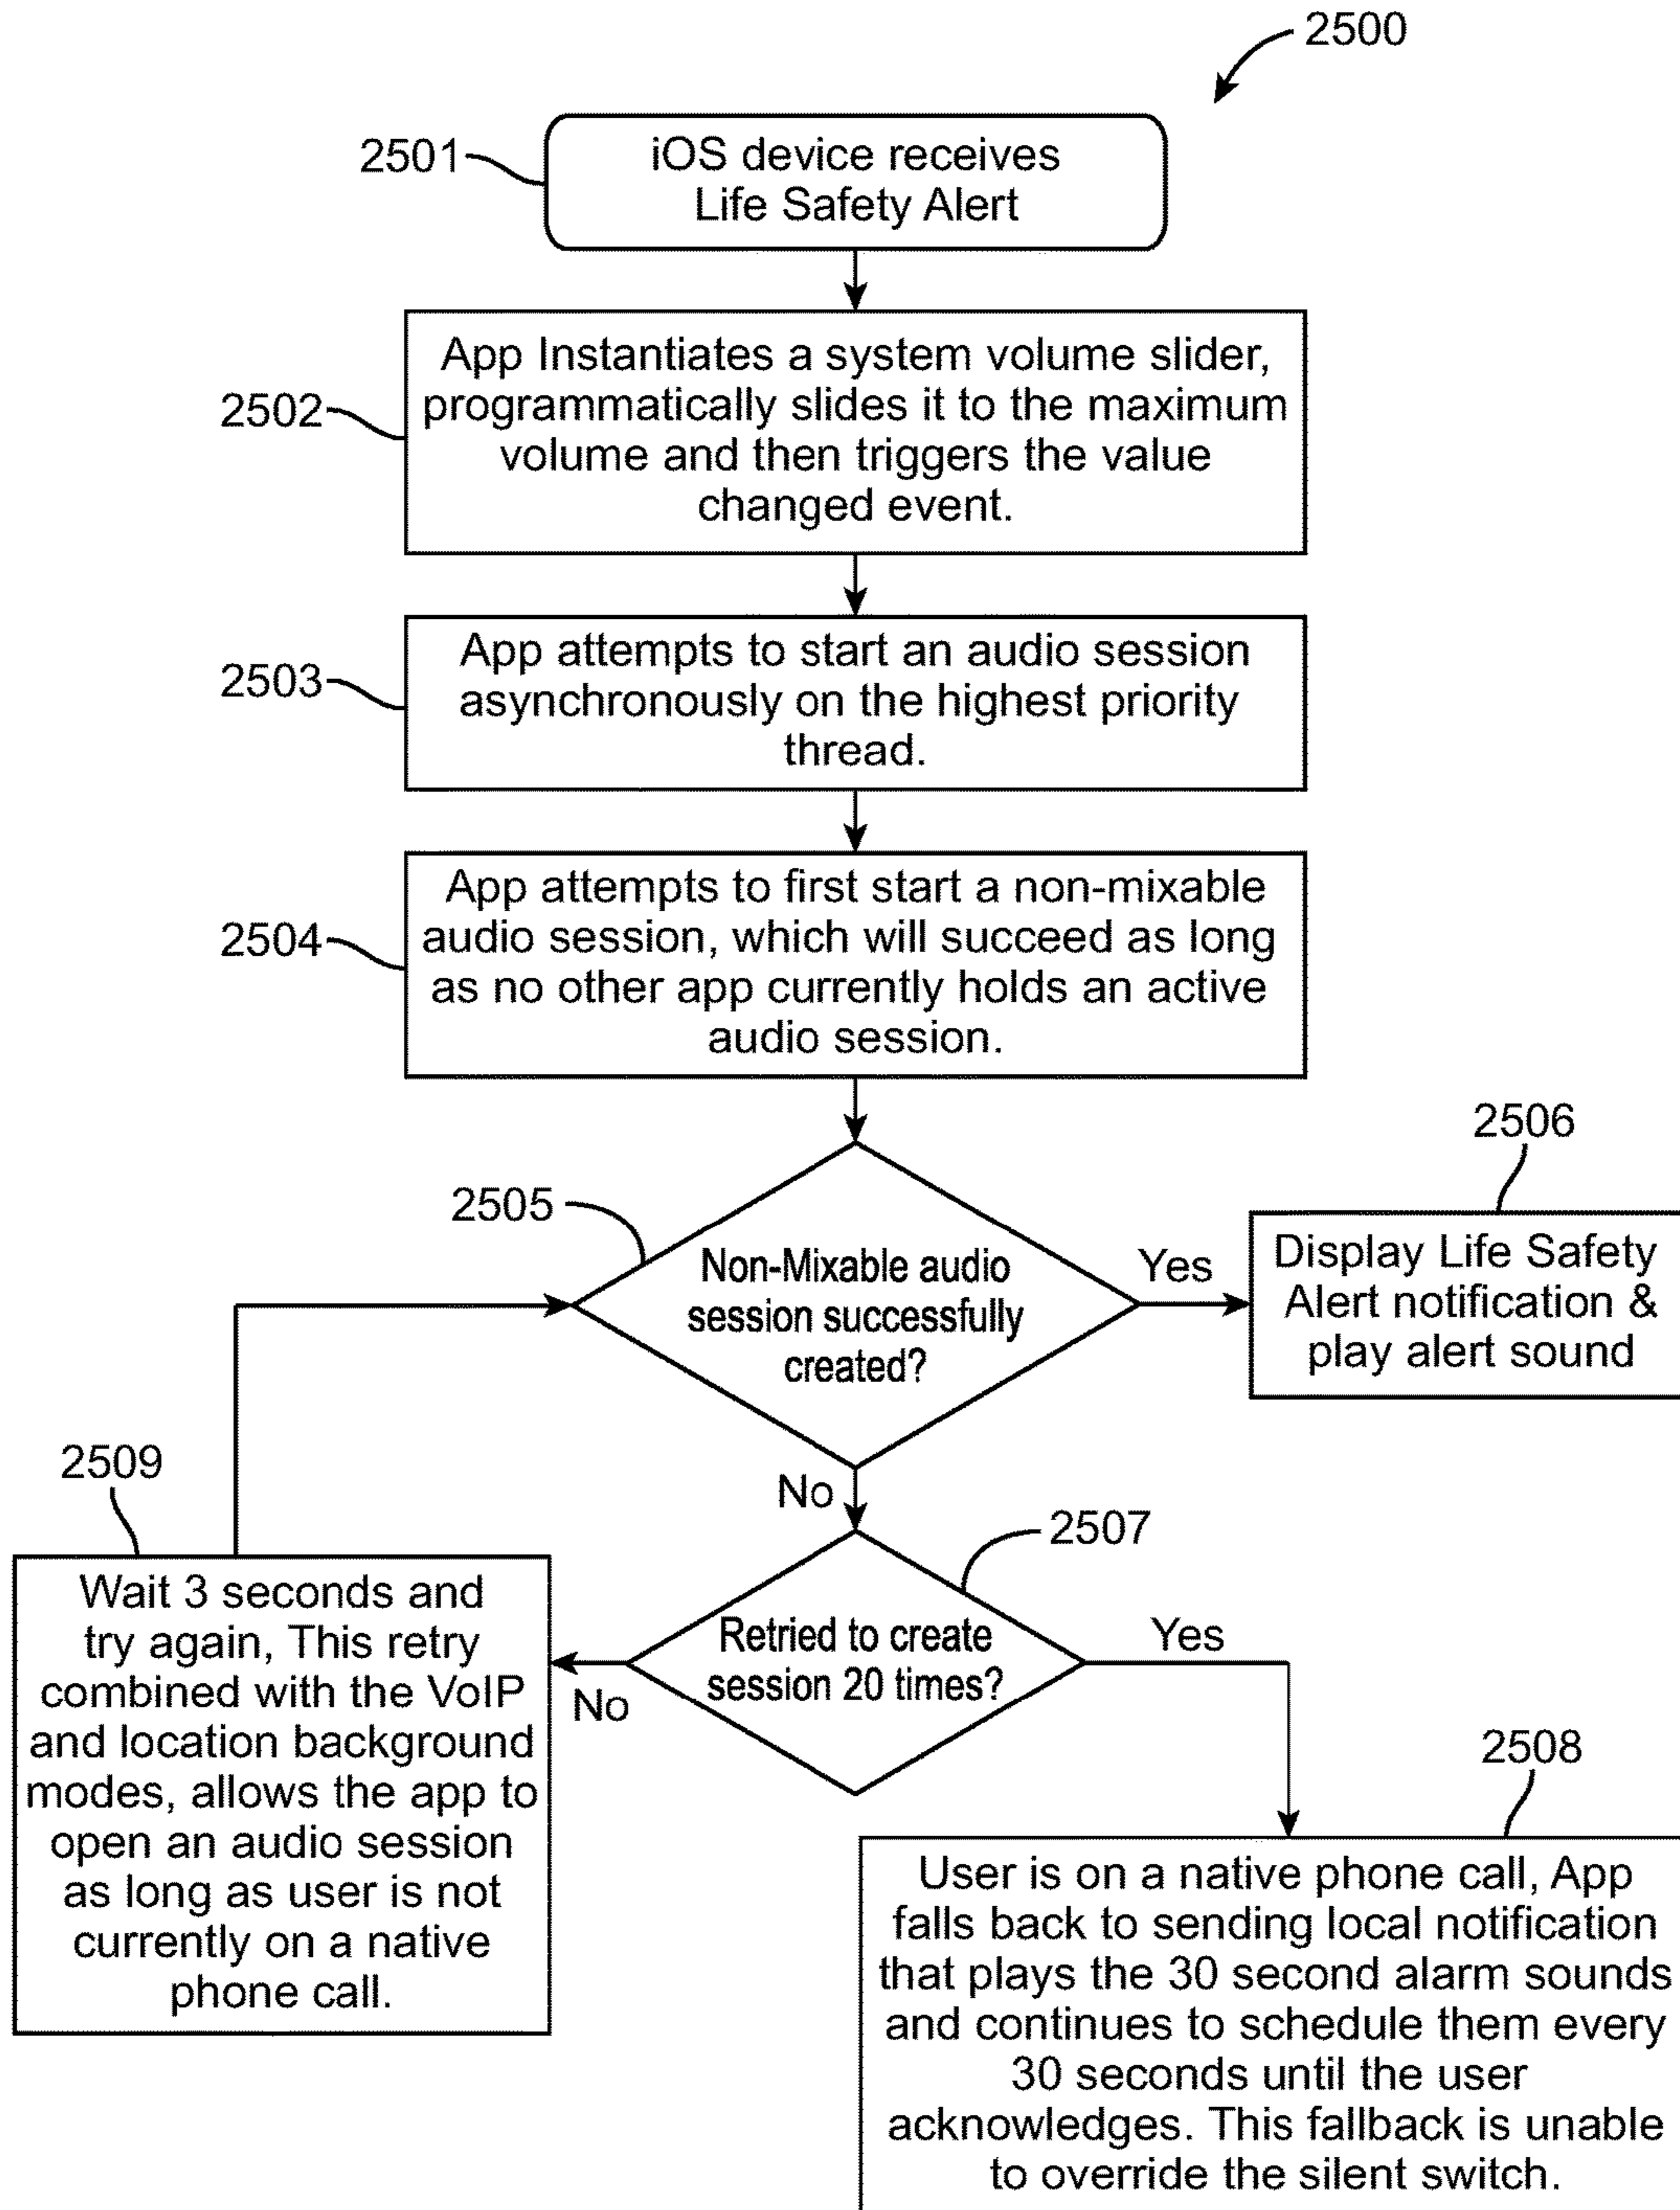 2500
2501
iOS device receives
Life Safety Alert
2502
App Instantiates a system volume slider,
programmatically slides it to the maximum
volume and then triggers the value
changed event.
2503
App attempts to start an audio session
asynchronously on the highest priority
thread.
2504
App attempts to first start a non-mixable
audio session, which will succeed as long
as no other app currently holds an active
audio session.
2505
Non-Mixable audio
session successfully
created?
Yes
2506
Display Life Safety
Alert notification &
play alert sound
No
2507
Retried to create
session 20 times?
No
Yes
2509
Wait 3 seconds and
try again, This retry
combined with the VoIP
and location background
modes, allows the app to
open an audio session
as long as user is not
currently on a native
phone call.
2508
User is on a native phone call, App
falls back to sending local notification
that plays the 30 second alarm sounds
and continues to schedule them every
30 seconds until the user
acknowledges. This fallback is unable
to override the silent switch.